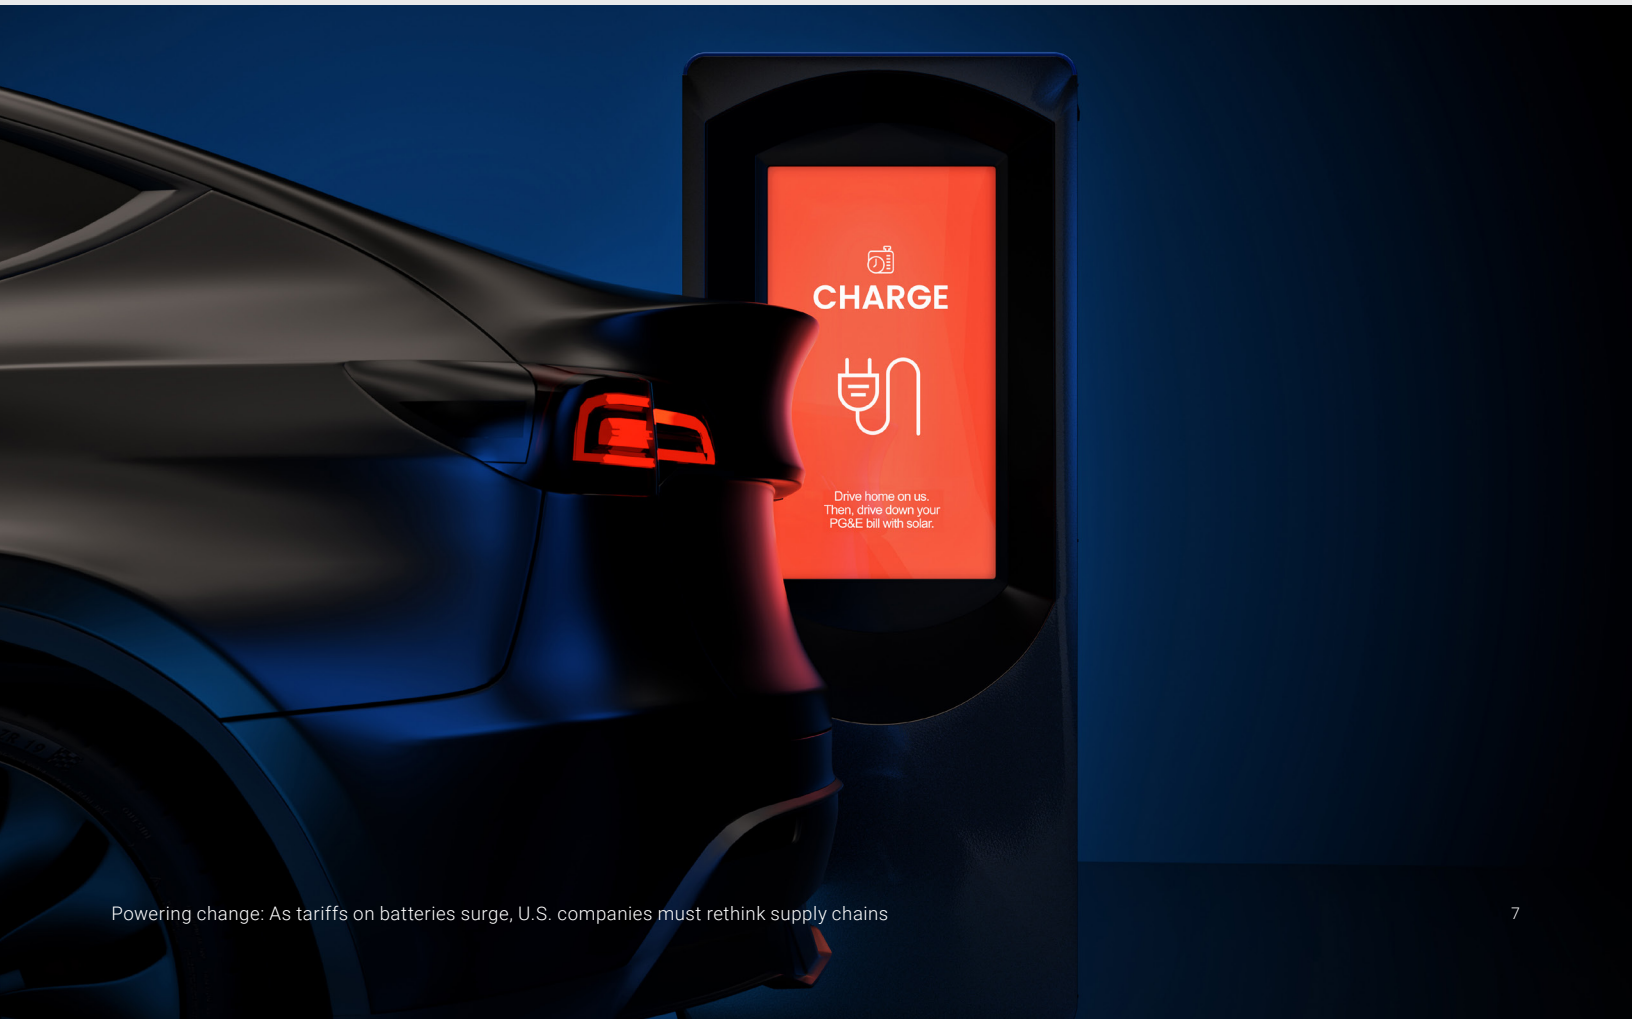 CHARGE
Drive home on us.
Then, drive down your
PG&E bill with solar.
Powering change: As tariffs on batteries surge, U.S. companies must rethink supply chains
7